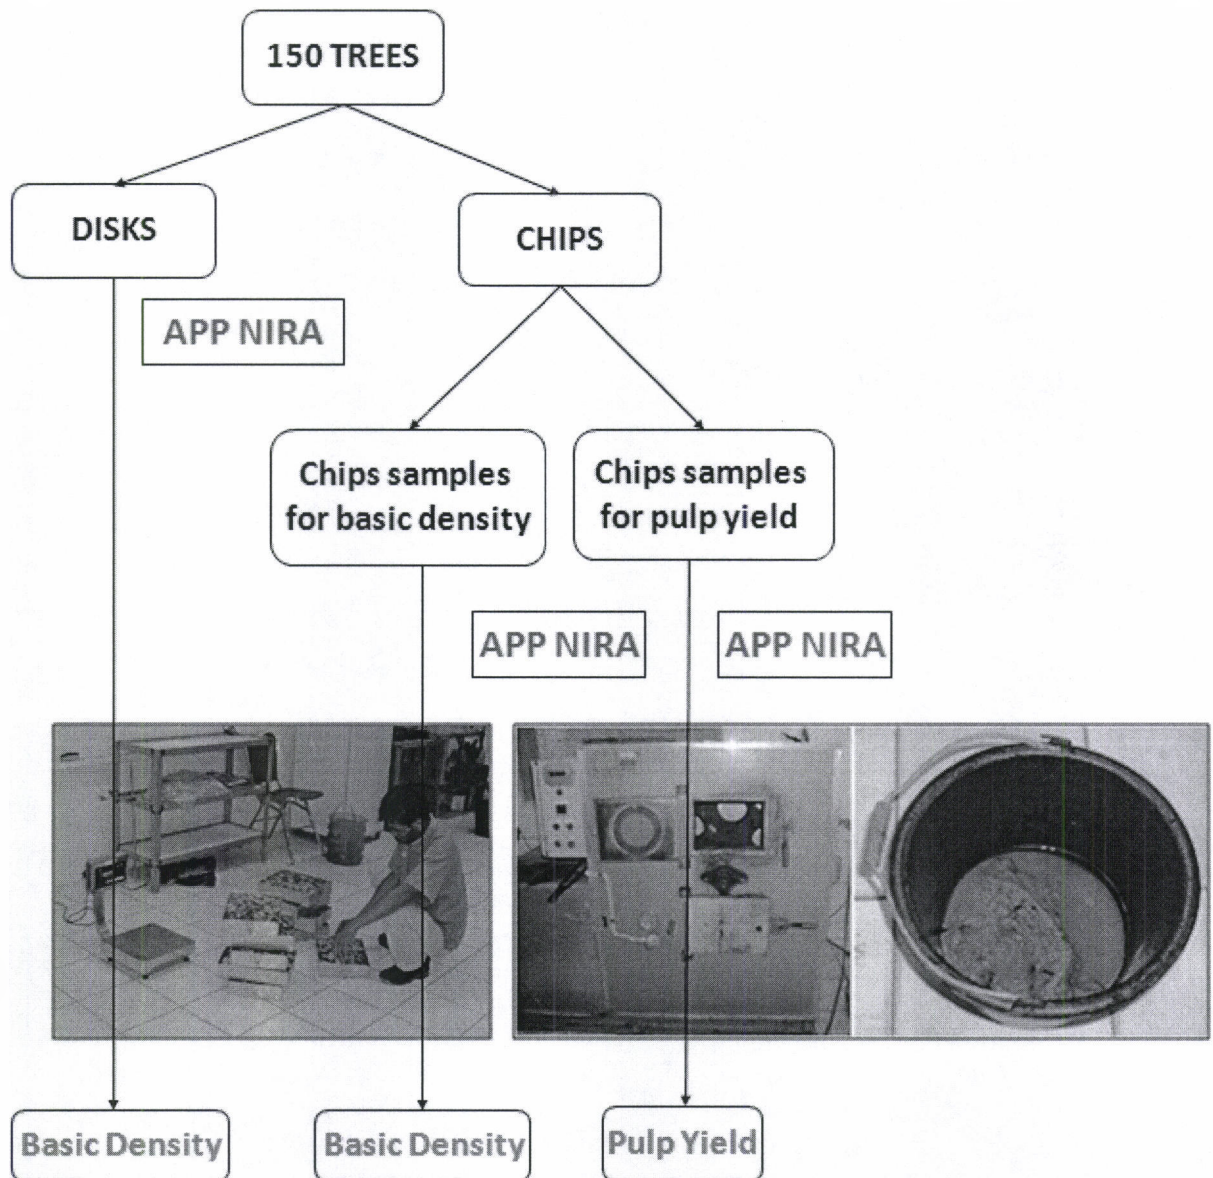 150 TREES
DISKS
CHIPS
APP NIRA
Chips samples
for basic density
Chips samples
for pulp yield
APP NIRA
APP NIRA
Basic Density
Basic Density
Pulp Yield